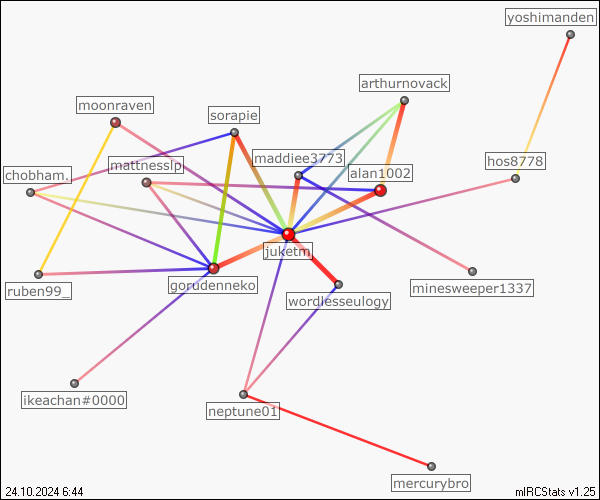 yoshimanden
arthurnovack
moonraven
sorapie
maddiee3773
hos8778
mattnesslp
alan1002
chobham.
juketm
ruben99_
gorudenneko
minesweeper1337
wordlesseulogy
ikeachan#0000
neptune01
mercurybro
24.10.2024 6:44
mIRCStats v1.25